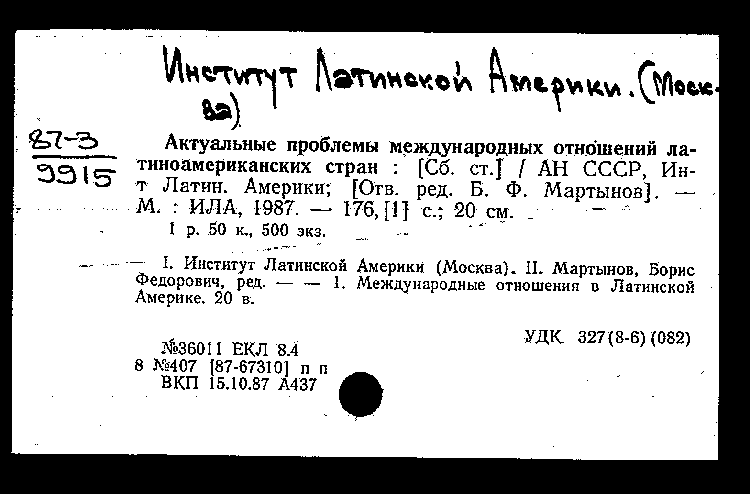 Институт Латинской Америки. (Моск-
ва)
87-3
9915
Актуальные проблемы международных отношений ла-
тиноамериканских стран : [Сб. ст.] / АН СССР, Ин-
т Латин. Америки; [Отв. ред. Б. Ф. Мартынов]. —
М. : ИЛА, 1987. — 176, [1] с.; 20 см.
1 р. 50 к., 500 экз.
— I. Институт Латинской Америки (Москва). II. Мартынов, Борис
Федорович, ред. — — 1. Международные отношения в Латинской
Америке. 20 в.
УДК 327(8-6)(082)
№36011 ЕКЛ 8.4
8 №407 [87-67310] п п
ВКП 15.10.87 А437